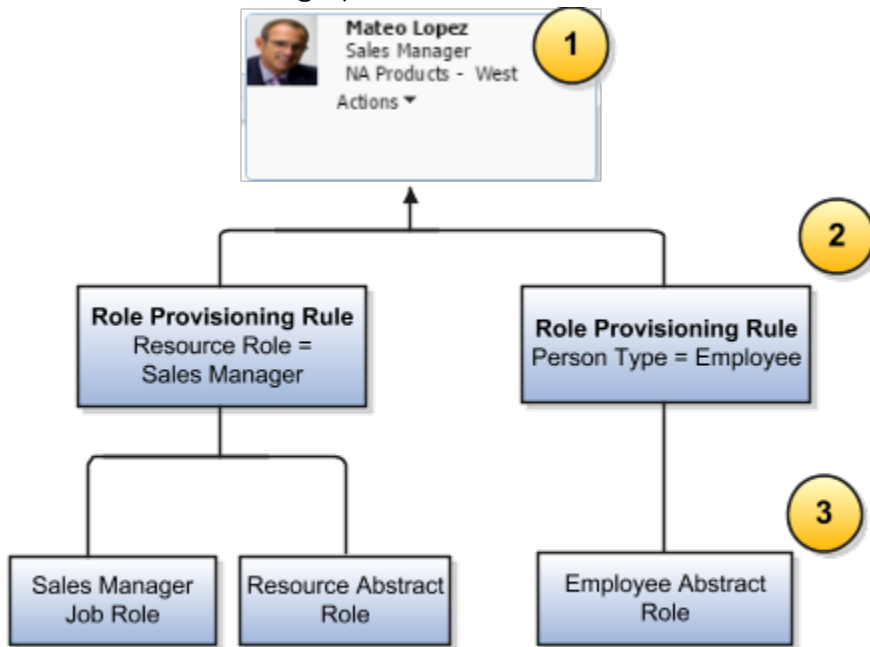 Mateo Lopez
Sales Manager
NA Products - West
Actions
1
2
Role Provisioning Rule
Resource Role =
Sales Manager
Role Provisioning Rule
Person Type = Employee
3
Sales Manager
Job Role
Resource Abstract
Role
Employee Abstract
Role